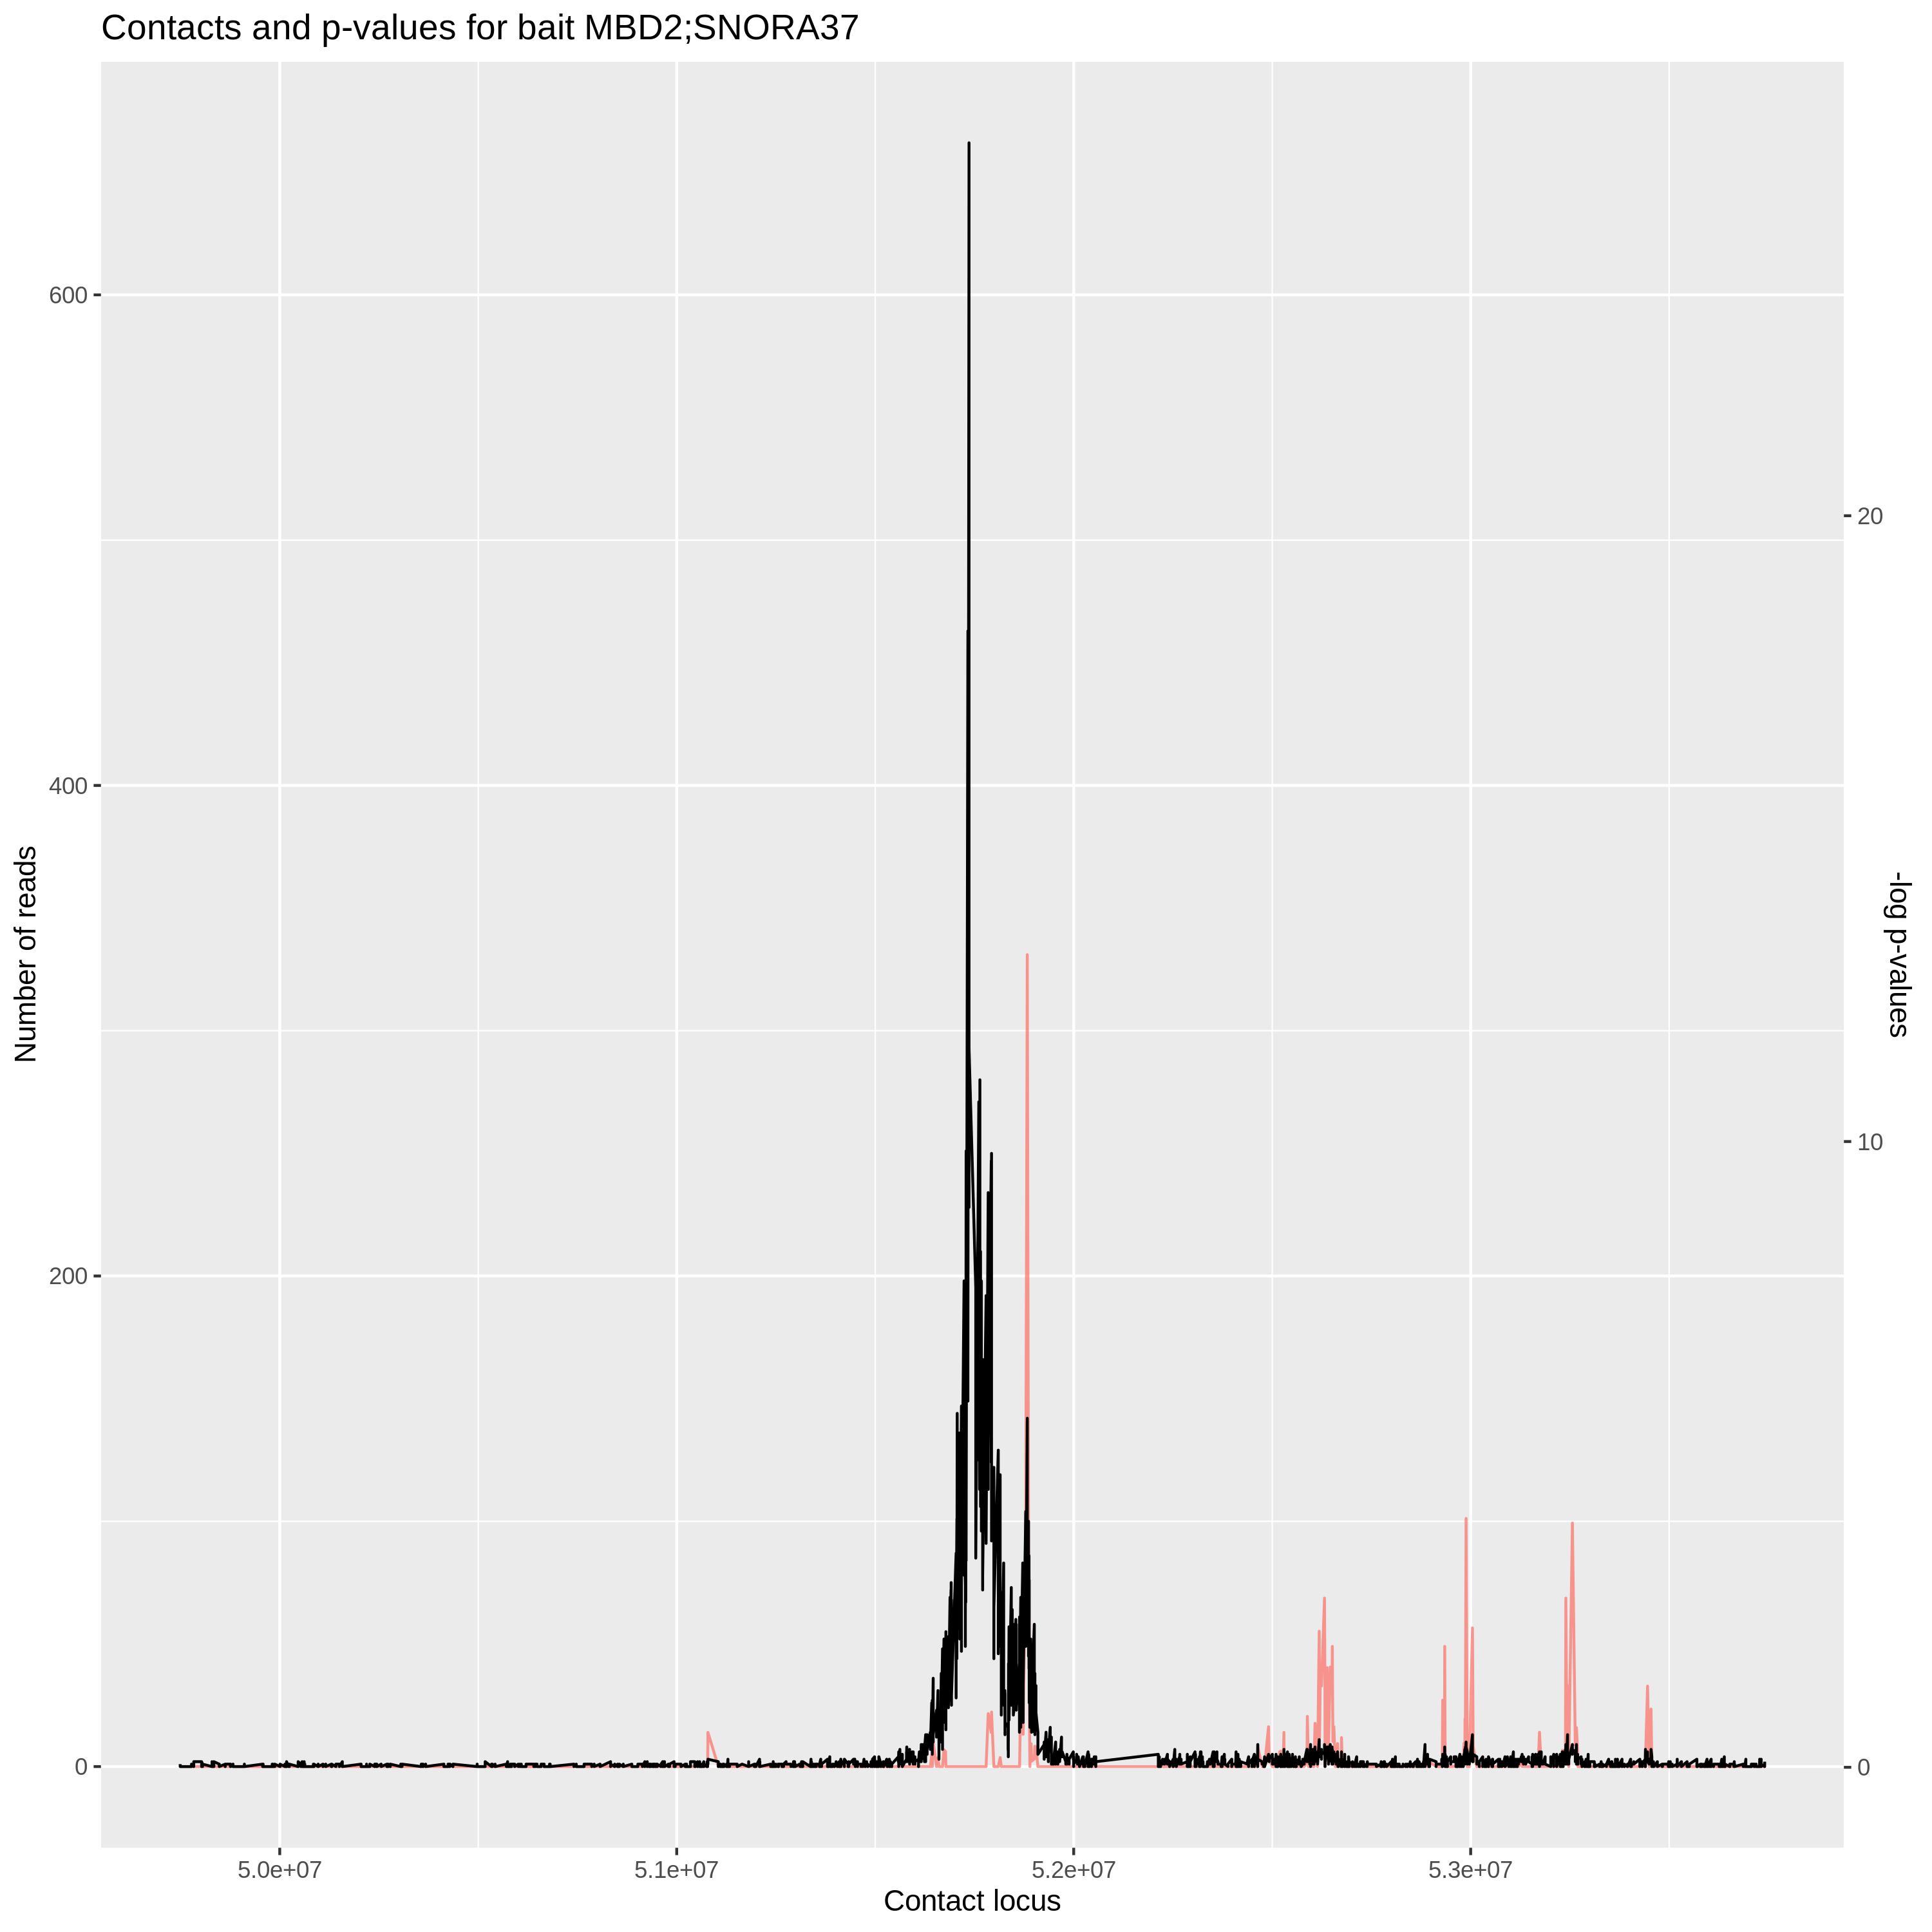 Contacts and p-values for bait MBD2;SNORA37
Number of reads
600
400
200
0
20
10
0
-log p-values
5.0e+07
5.1e+07
5.2e+07
5.3e+07
Contact locus